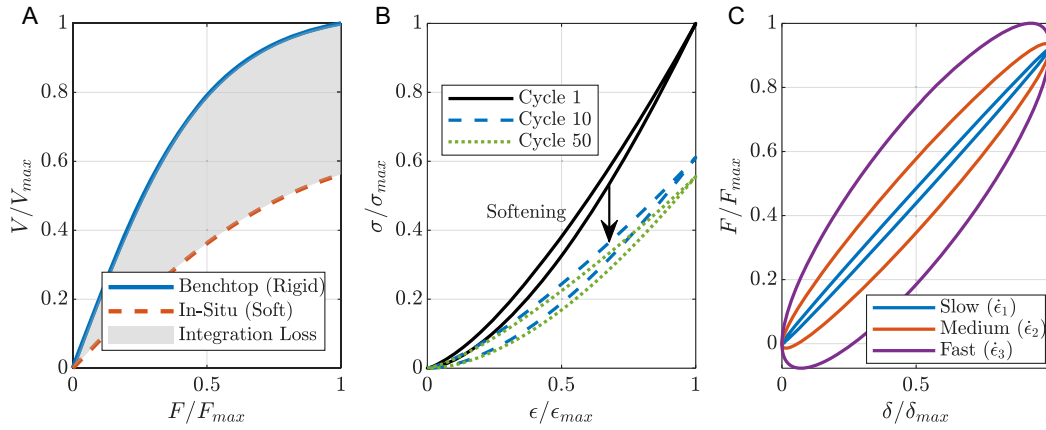 A
1
0.8
0.6
0.4
0.2
0
0
0.5
1
V/V_max
F/F_max
Benchtop (Rigid)
In-Situ (Soft)
Integration Loss
B
1
0.8
0.6
0.4
0.2
0
0
0.5
1
σ/σ_max
ϵ/ϵ_max
Cycle 1
Cycle 10
Cycle 50
Softening
C
1
0.8
0.6
0.4
0.2
0
0
0.5
F/F_max
δ/δ_max
Slow (ϵ̇₁)
Medium (ϵ̇₂)
Fast (ϵ̇₃)